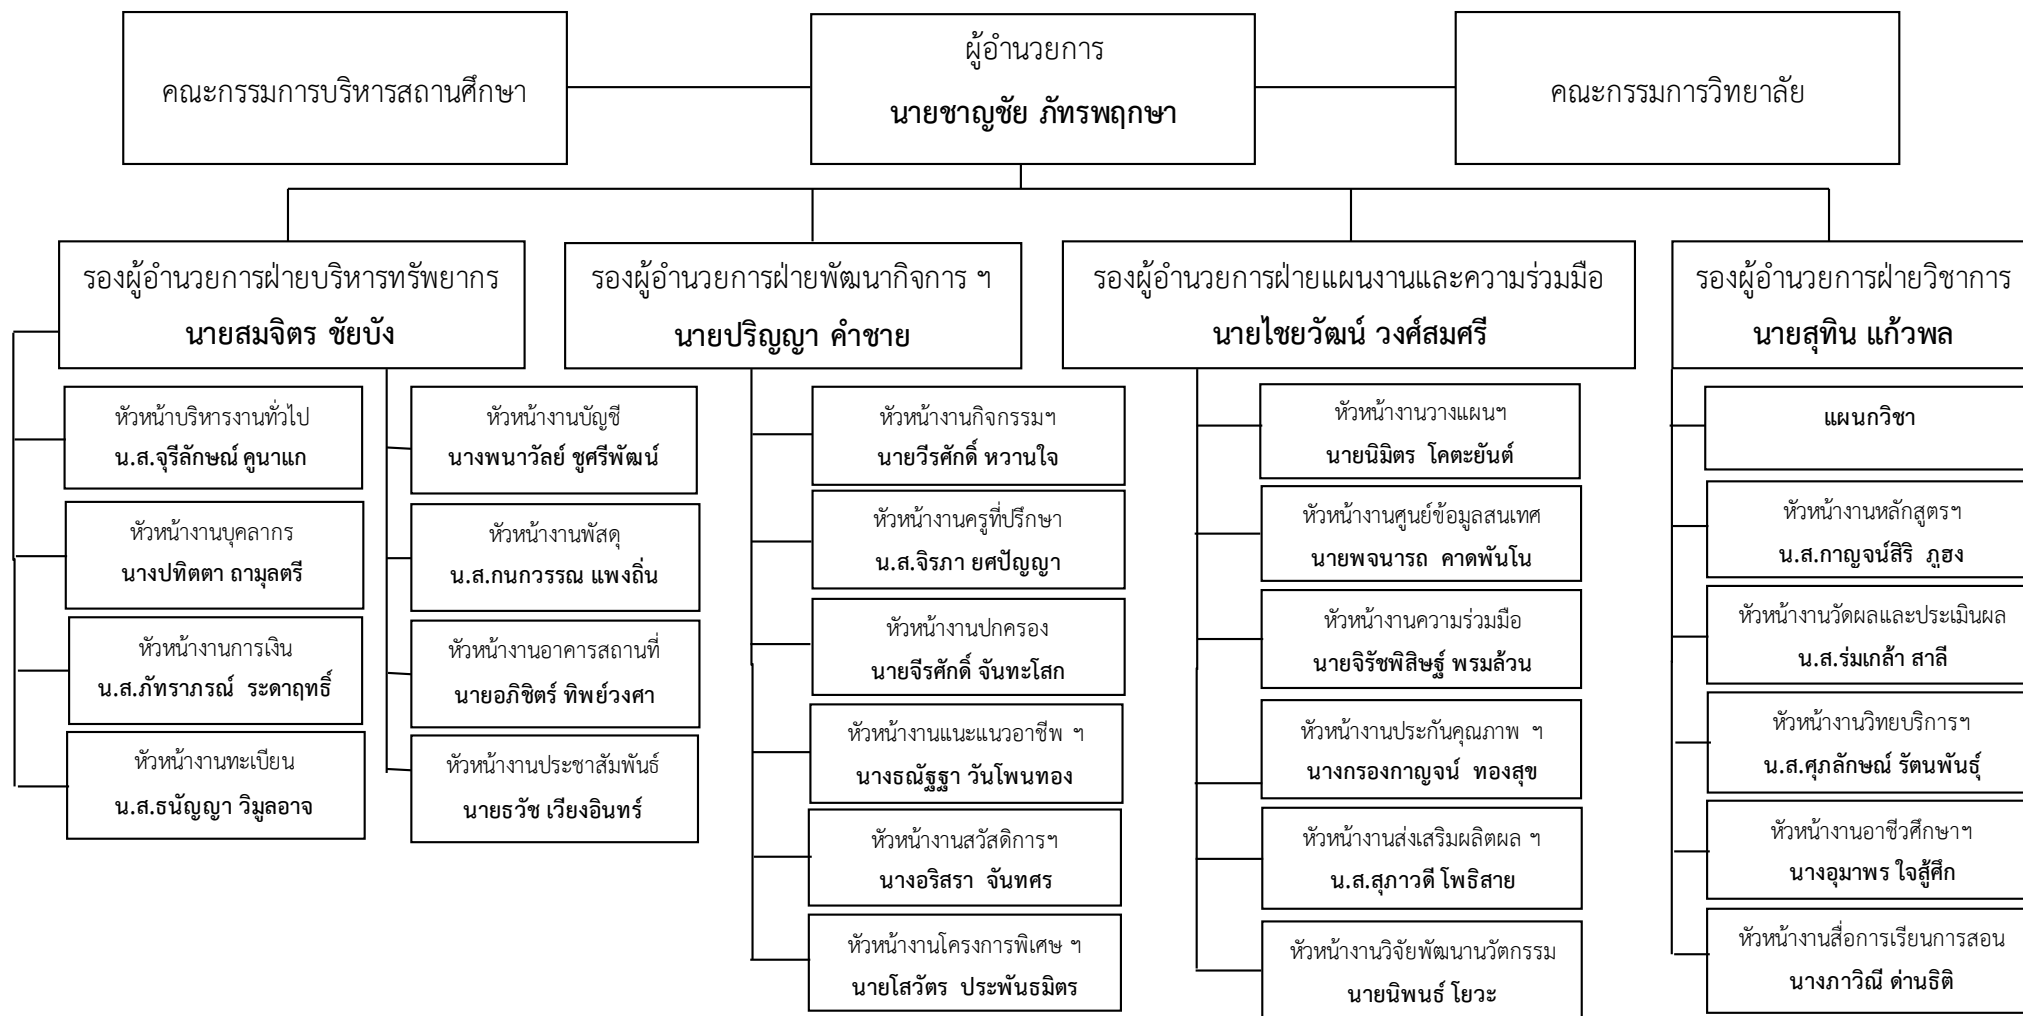 คณะกรรมการบริหารสถานศึกษา
ผู้อำนวยการ
นายชาญชัย ภัทรพฤกษา
คณะกรรมการวิทยาลัย
รองผู้อำนวยการฝ่ายบริหารทรัพยากร
นายสมจิตร ชัยบัง
รองผู้อำนวยการฝ่ายพัฒนากิจการ ฯ
นายปริญญา คำชาย
รองผู้อำนวยการฝ่ายแผนงานและความร่วมมือ
นายไชยวัฒน์ วงศ์สมศรี
รองผู้อำนวยการฝ่ายวิชาการ
นายสุทิน แก้วพล
หัวหน้าบริหารงานทั่วไป
น.ส.จุรีลักษณ์ คูนาแก
หัวหน้างานบุคลากร
นางปทิตตา ถามุลตรี
หัวหน้างานการเงิน
น.ส.ภัทราภรณ์ ระดาฤทธิ์
หัวหน้างานทะเบียน
น.ส.ธนัญญา วิมูลอาจ
หัวหน้างานบัญชี
นางพนาวัลย์ ชูศรีพัฒน์
หัวหน้างานพัสดุ
น.ส.กนกวรรณ แพงถิ่น
หัวหน้างานอาคารสถานที่
นายอภิชิตร์ ทิพย์วงศา
หัวหน้างานประชาสัมพันธ์
นายธวัช เวียงอินทร์
หัวหน้างานกิจกรรมฯ
นายวีรศักดิ์ หวานใจ
หัวหน้างานครูที่ปรึกษา
น.ส.จิรภา ยศปัญญา
หัวหน้างานปกครอง
นายจีรศักดิ์ จันทะโสก
หัวหน้างานแนะแนวอาชีพ ฯ
นางธณัฐฐา วันโพนทอง
หัวหน้างานสวัสดิการฯ
นางอริสรา จันทศร
หัวหน้างานโครงการพิเศษ ฯ
นายโสวัตร ประพันธมิตร
หัวหน้างานวางแผนฯ
นายนิมิตร โคตะยันต์
หัวหน้างานศูนย์ข้อมูลสนเทศ
นายพจนารถ คาดพันโน
หัวหน้างานความร่วมมือ
นายจิรัชพิสิษฐ์ พรมล้วน
หัวหน้างานประกันคุณภาพ ฯ
นางกรองกาญจน์ ทองสุข
หัวหน้างานส่งเสริมผลิตผล ฯ
น.ส.สุภาวดี โพธิสาย
หัวหน้างานวิจัยพัฒนานวัตกรรม
นายนิพนธ์ โยวะ
แผนกวิชา
หัวหน้างานหลักสูตรฯ
น.ส.กาญจน์สิริ ภูฮง
หัวหน้างานวัดผลและประเมินผล
น.ส.ร่มเกล้า สาลี
หัวหน้างานวิทยบริการฯ
น.ส.ศุภลักษณ์ รัตนพันธุ์
หัวหน้างานอาชีวศึกษาฯ
นางอุมาพร ใจสู้ศึก
หัวหน้างานสื่อการเรียนการสอน
นางภาวิณี ด่านธิติ